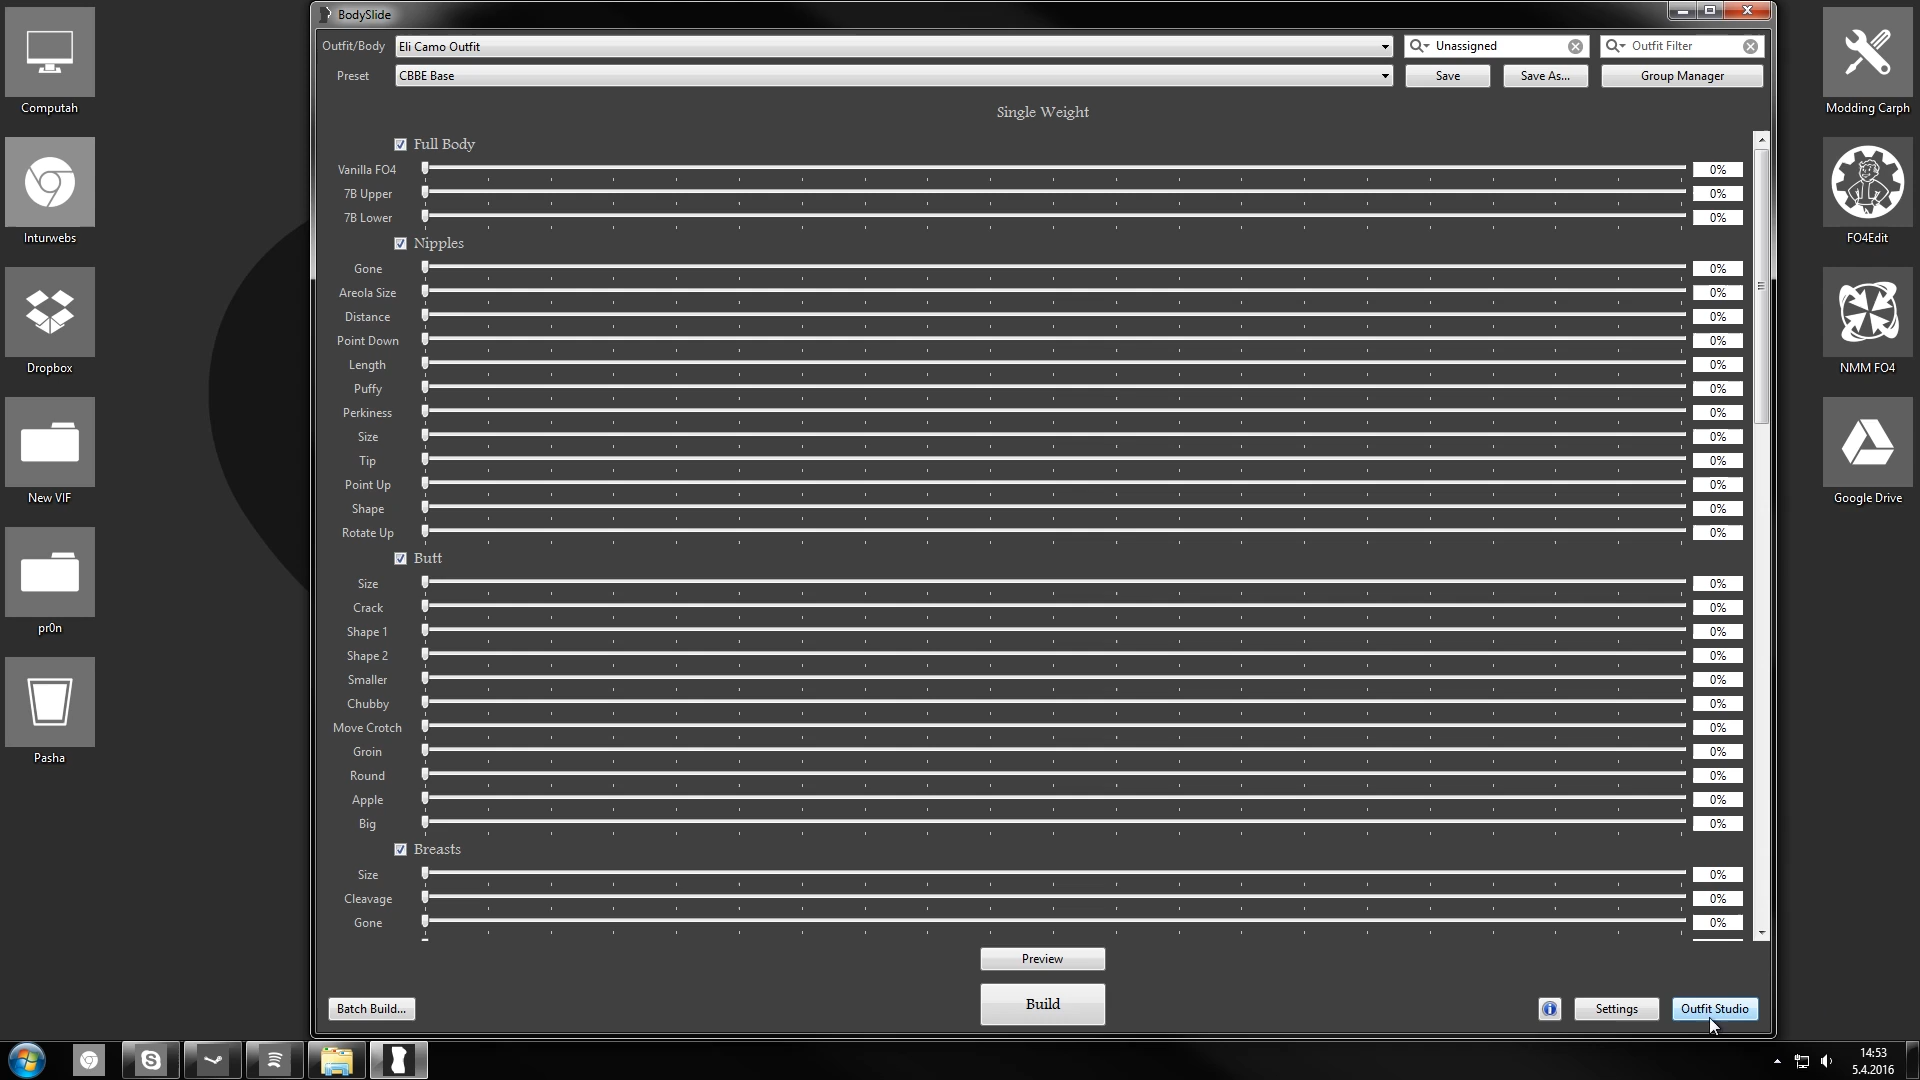 BodySlide
Outfit/Body Eli Camo Outfit Unassigned Outfit Filter
Preset CBBE Base Save Save As... Group Manager
Single Weight
Full Body
Vanilla FO4 0%
7B Upper 0%
7B Lower 0%
Nipples
Gone 0%
Areola Size 0%
Distance 0%
Point Down 0%
Length 0%
Puffy 0%
Perkiness 0%
Size 0%
Tip 0%
Point Up 0%
Shape 0%
Rotate Up 0%
Butt
Size 0%
Crack 0%
Shape 1 0%
Shape 2 0%
Smaller 0%
Chubby 0%
Move Crotch 0%
Groin 0%
Round 0%
Apple 0%
Big 0%
Breasts
Size 0%
Cleavage 0%
Gone 0%
Preview
Build
Batch Build...
Settings
Outfit Studio
Computah
Inturwebs
Dropbox
New VIF
pr0n
Pasha
Modding Carph
FO4Edit
NMM FO4
Google Drive
14:53
5.4.2016